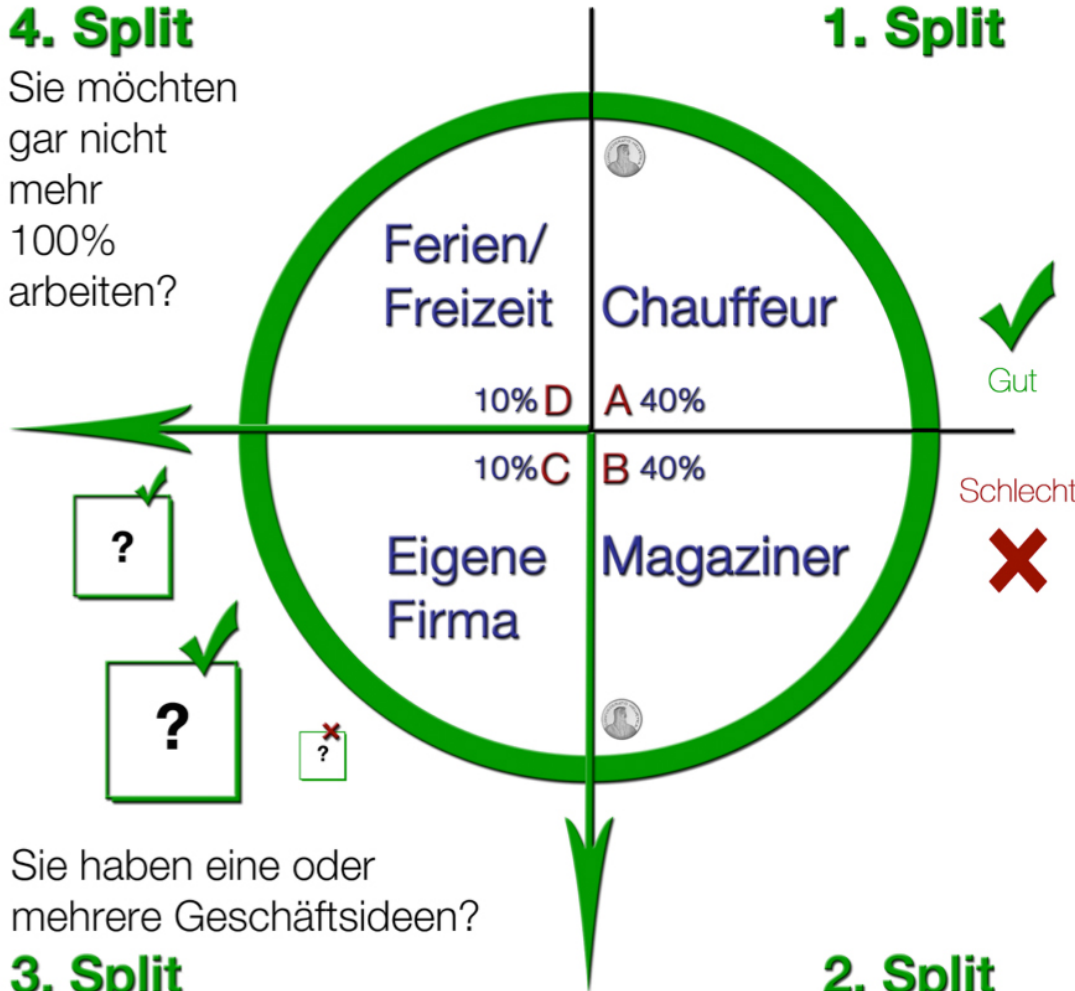 4. Split
1. Split
Sie möchten
gar nicht
mehr
100%
arbeiten?
Ferien/
Freizeit
Chauffeur
Gut
10% D
A 40%
10% C
B 40%
Schlecht
?
Eigene
Firma
Magaziner
?
?
Sie haben eine oder
mehrere Geschäftsideen?
3. Split
2. Split